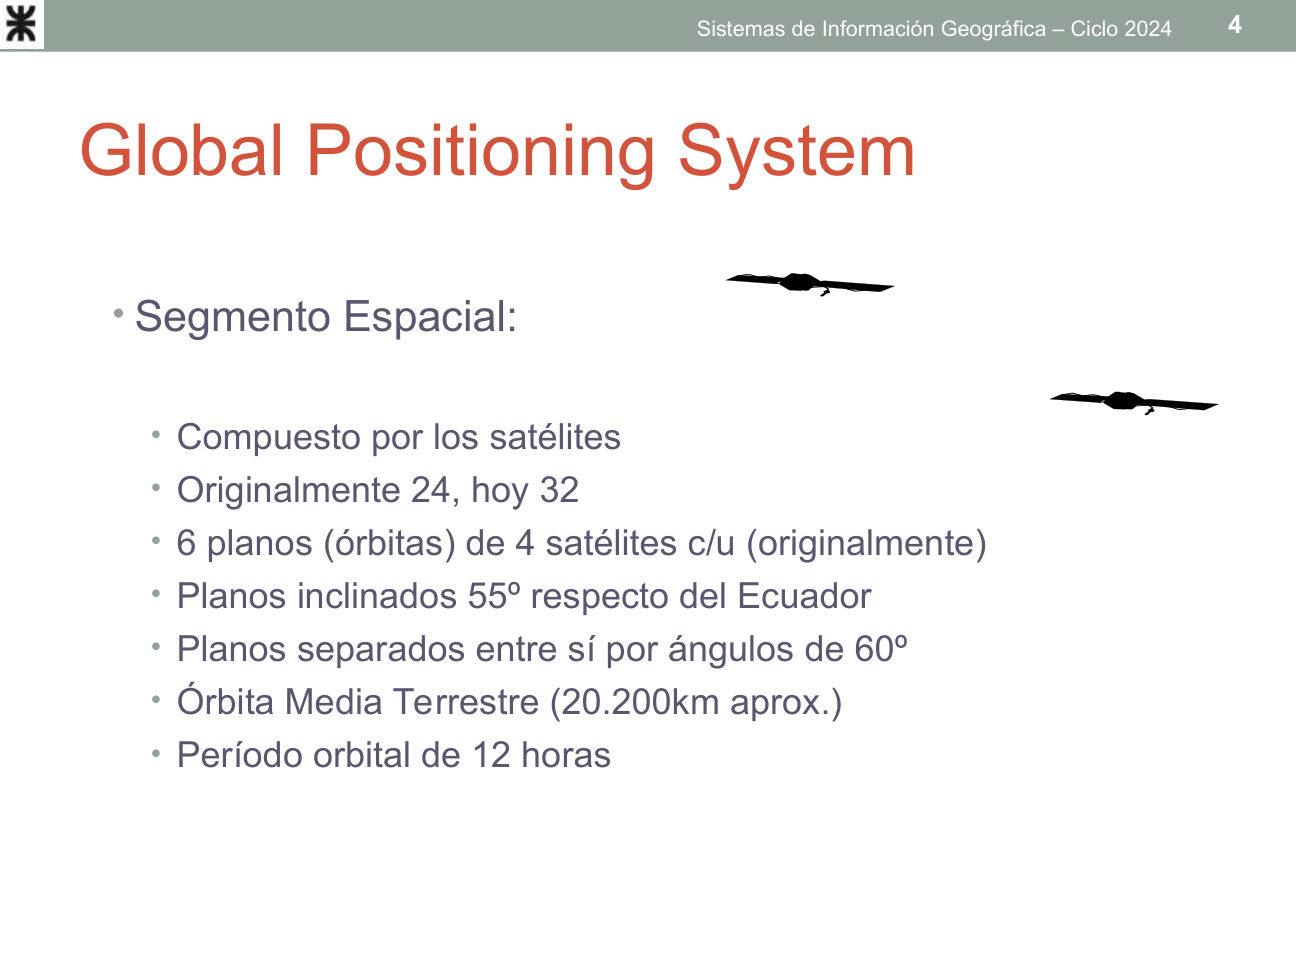 Sistemas de Información Geográfica – Ciclo 2024
4
Global Positioning System
• Segmento Espacial:
• Compuesto por los satélites
• Originalmente 24, hoy 32
• 6 planos (órbitas) de 4 satélites c/u (originalmente)
• Planos inclinados 55º respecto del Ecuador
• Planos separados entre sí por ángulos de 60º
• Órbita Media Terrestre (20.200km aprox.)
• Período orbital de 12 horas